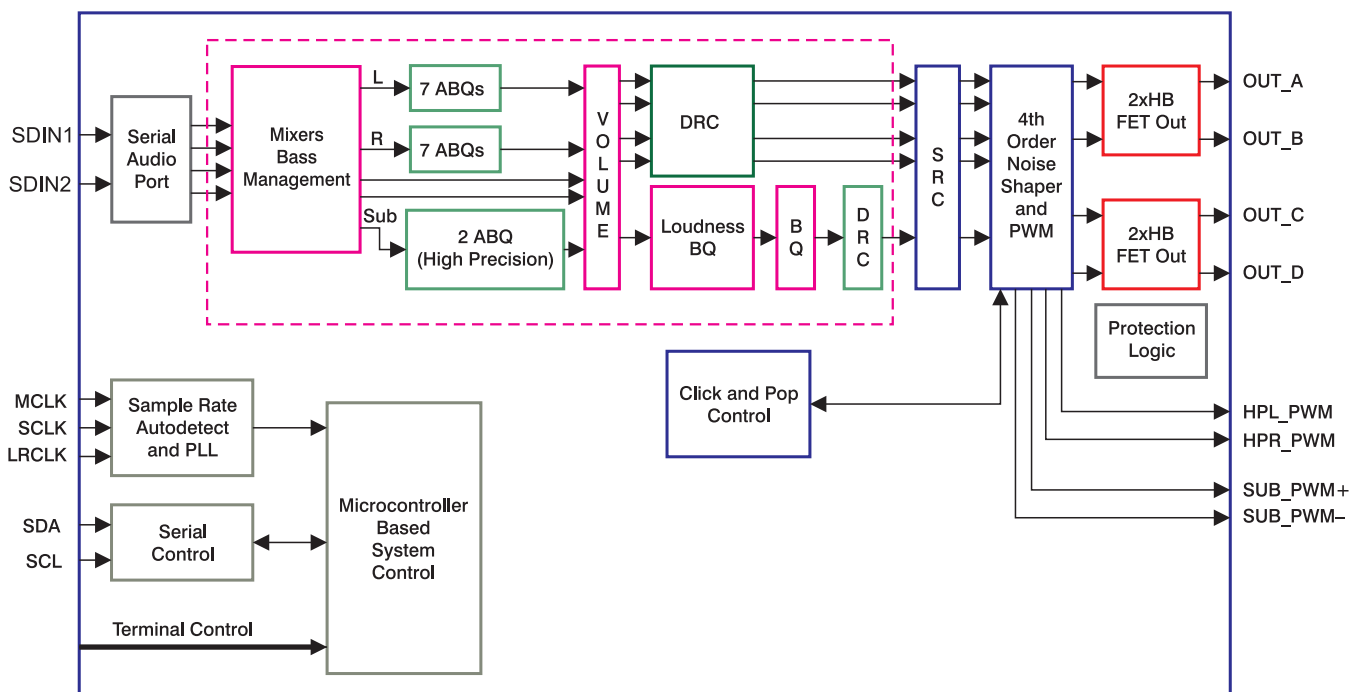 SDIN1
SDIN2
Serial
Audio
Port
Mixers
Bass
Management
L
R
Sub
7 ABQs
7 ABQs
2 ABQ
(High Precision)
V
O
L
U
M
E
DRC
Loudness
BQ
B
Q
D
R
C
S
R
C
4th
Order
Noise
Shaper
and
PWM
2xHB
FET Out
2xHB
FET Out
OUT_A
OUT_B
OUT_C
OUT_D
Protection
Logic
Click and Pop
Control
HPL_PWM
HPR_PWM
SUB_PWM+
SUB_PWM–
MCLK
SCLK
LRCLK
Sample Rate
Autodetect
and PLL
SDA
SCL
Serial
Control
Microcontroller
Based
System
Control
Terminal Control